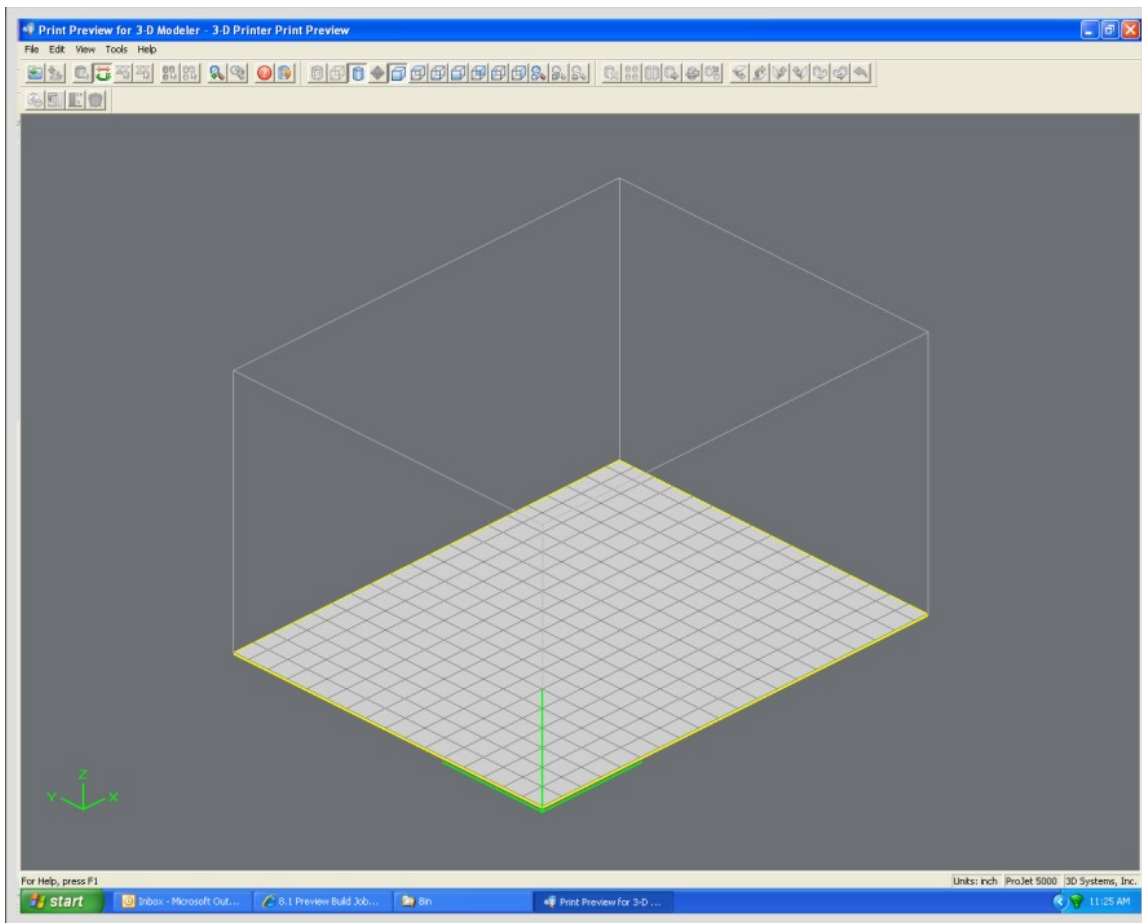 Print Preview for 3-D Modeler - 3-D Printer Print Preview
File Edit View Tools Help
Z
Y X
For Help, press F1
Units: inch ProJet 5000 3D Systems, Inc.
start Inbox - Microsoft Out... 8.1 Preview Build Job... Bin Print Preview for 3-D ... 11:25 AM